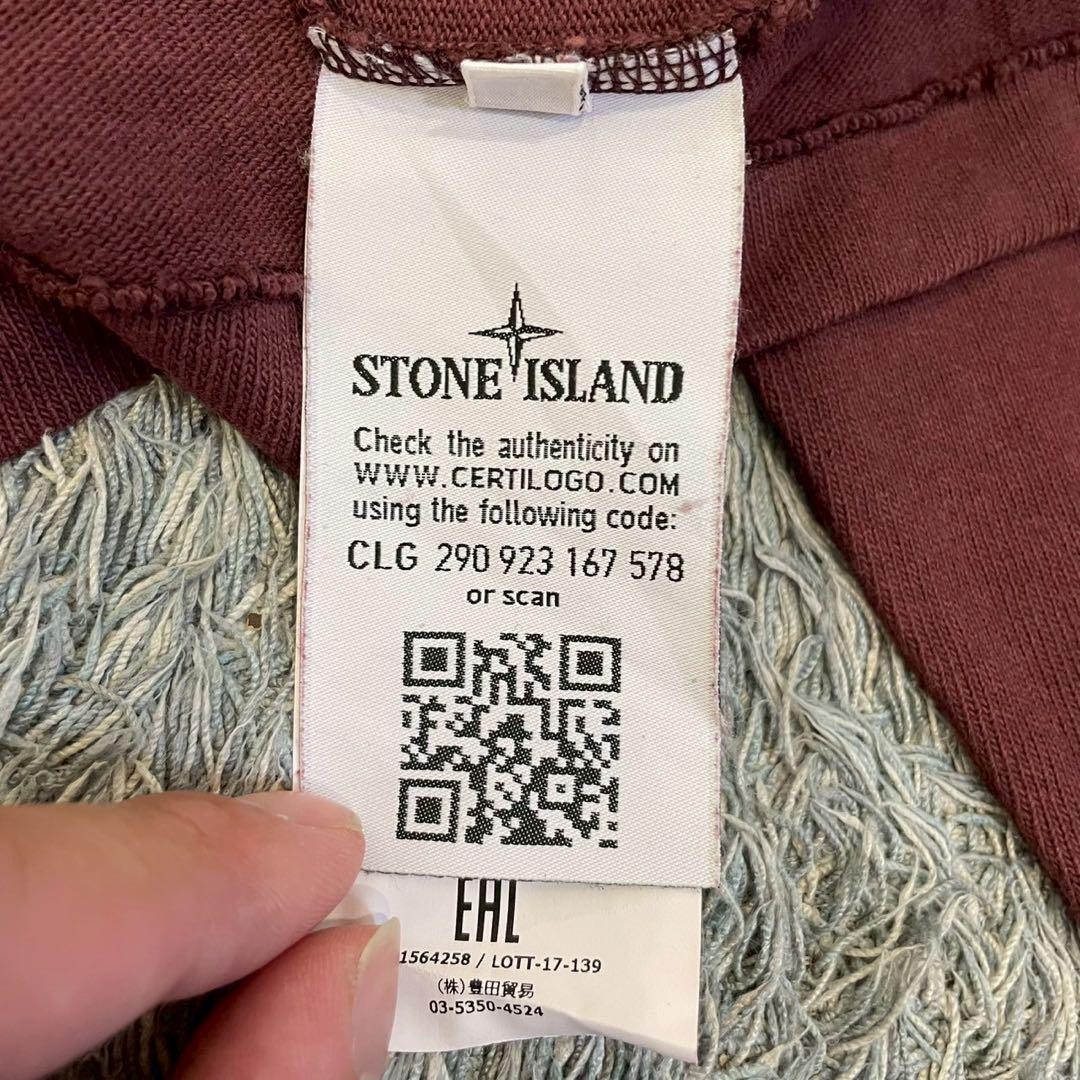 STONE ISLAND
Check the authenticity on
WWW.CERTILOGO.COM
using the following code:
CLG 290 923 167 578
or scan
EAC
1564258 / LOTT-17-139
(株)豊田貿易
03-5350-4524